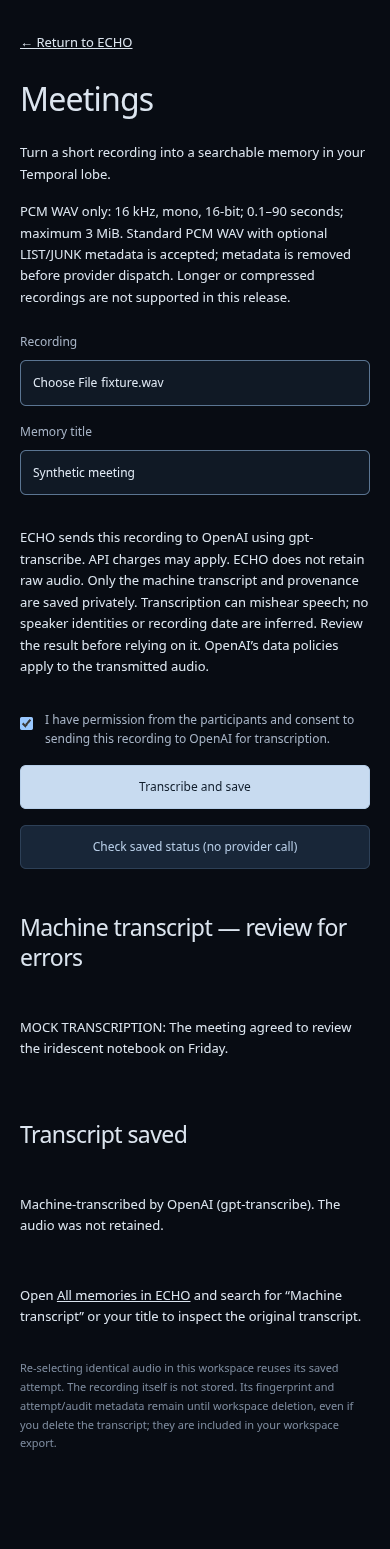 ← Return to ECHO
Meetings
Turn a short recording into a searchable memory in your
Temporal lobe.
PCM WAV only: 16 kHz, mono, 16-bit; 0.1–90 seconds;
maximum 3 MiB. Standard PCM WAV with optional
LIST/JUNK metadata is accepted; metadata is removed
before provider dispatch. Longer or compressed
recordings are not supported in this release.
Recording
Choose File fixture.wav
Memory title
Synthetic meeting
ECHO sends this recording to OpenAI using gpt-
transcribe. API charges may apply. ECHO does not retain
raw audio. Only the machine transcript and provenance
are saved privately. Transcription can mishear speech; no
speaker identities or recording date are inferred. Review
the result before relying on it. OpenAI’s data policies
apply to the transmitted audio.
I have permission from the participants and consent to
sending this recording to OpenAI for transcription.
Transcribe and save
Check saved status (no provider call)
Machine transcript — review for
errors
MOCK TRANSCRIPTION: The meeting agreed to review
the iridescent notebook on Friday.
Transcript saved
Machine-transcribed by OpenAI (gpt-transcribe). The
audio was not retained.
Open All memories in ECHO and search for “Machine
transcript” or your title to inspect the original transcript.
Re-selecting identical audio in this workspace reuses its saved
attempt. The recording itself is not stored. Its fingerprint and
attempt/audit metadata remain until workspace deletion, even if
you delete the transcript; they are included in your workspace
export.